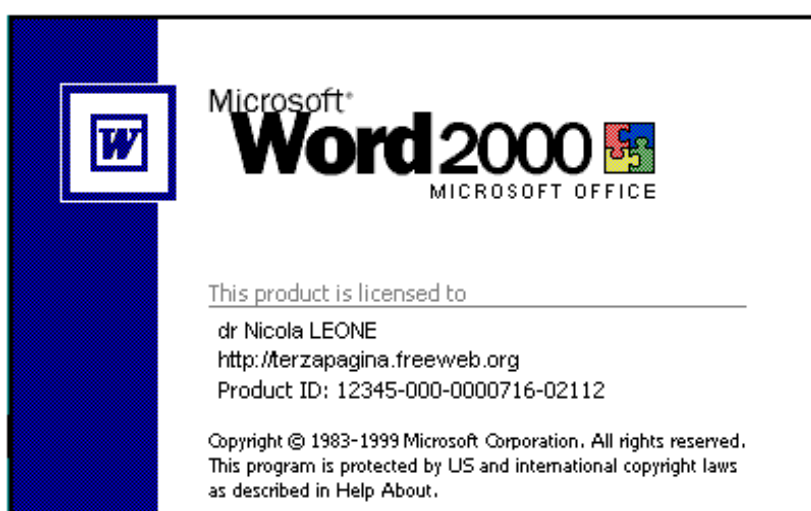 Microsoft®
Word 2000
MICROSOFT OFFICE
W
This product is licensed to
dr Nicola LEONE
http://terzapagina.freeweb.org
Product ID: 12345-000-0000716-02112
Copyright © 1983-1999 Microsoft Corporation. All rights reserved.
This program is protected by US and international copyright laws
as described in Help About.